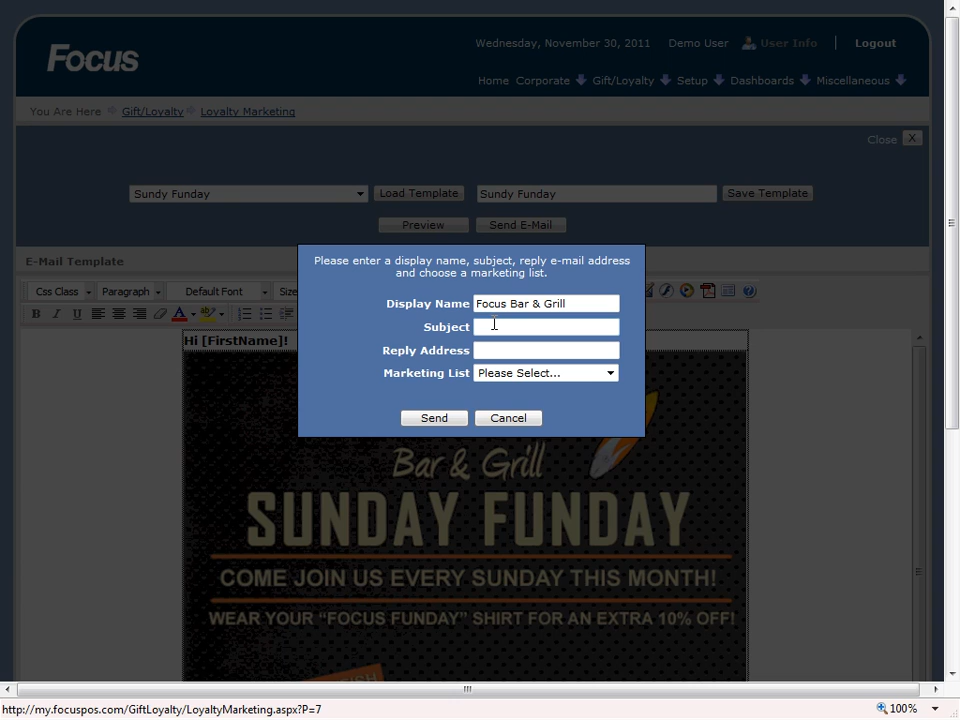 Focus
Wednesday, November 30, 2011 Demo User User Info Logout
Home Corporate Gift/Loyalty Setup Dashboards Miscellaneous
You Are Here Gift/Loyalty Loyalty Marketing
Close X
Sundy Funday Load Template Sundy Funday Save Template
Preview Send E-Mail
E-Mail Template
Css Class Paragraph Default Font Size
B I U A ab
Hi [FirstName]!
Please enter a display name, subject, reply e-mail address
and choose a marketing list.
Display Name Focus Bar & Grill
Subject
Reply Address
Marketing List Please Select...
Send Cancel
Bar & Grill
SUNDAY FUNDAY
COME JOIN US EVERY SUNDAY THIS MONTH!
WEAR YOUR “FOCUS FUNDAY” SHIRT FOR AN EXTRA 10% OFF!
http://my.focuspos.com/GiftLoyalty/LoyaltyMarketing.aspx?P=7 100%